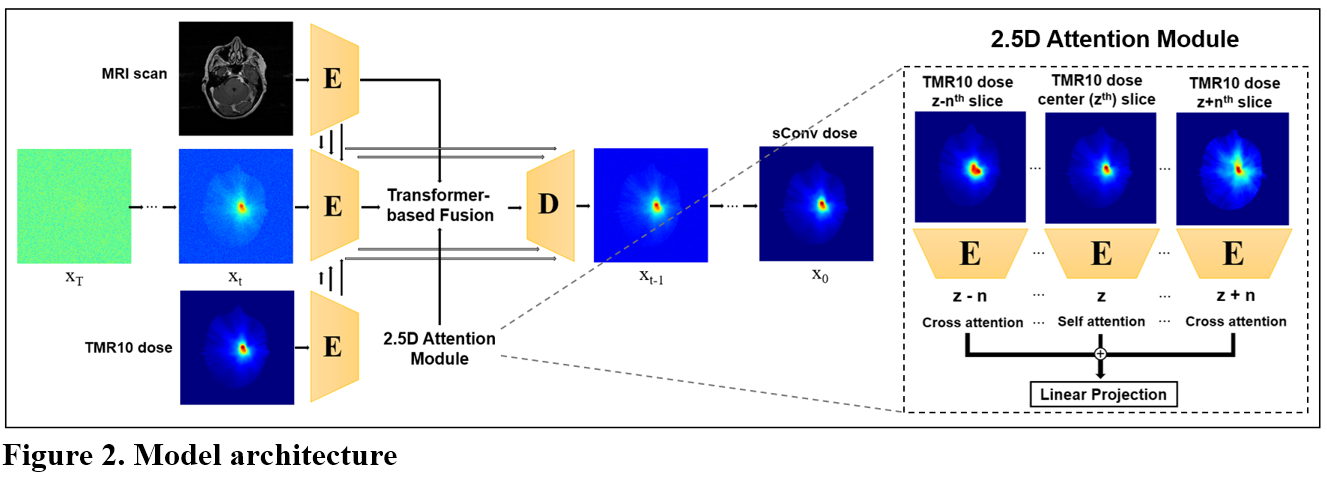 MRI scan
E
x_T
...
x_t
E
Transformer-
based Fusion
D
x_t-1
...
sConv dose
x_0
TMR10 dose
E
2.5D Attention
Module
2.5D Attention Module
TMR10 dose
z-n^th slice
TMR10 dose
center (z^th) slice
TMR10 dose
z+n^th slice
... ...
E ... E ... E
z - n ... z ... z + n
Cross attention ... Self attention ... Cross attention
+
Linear Projection
Figure 2. Model architecture